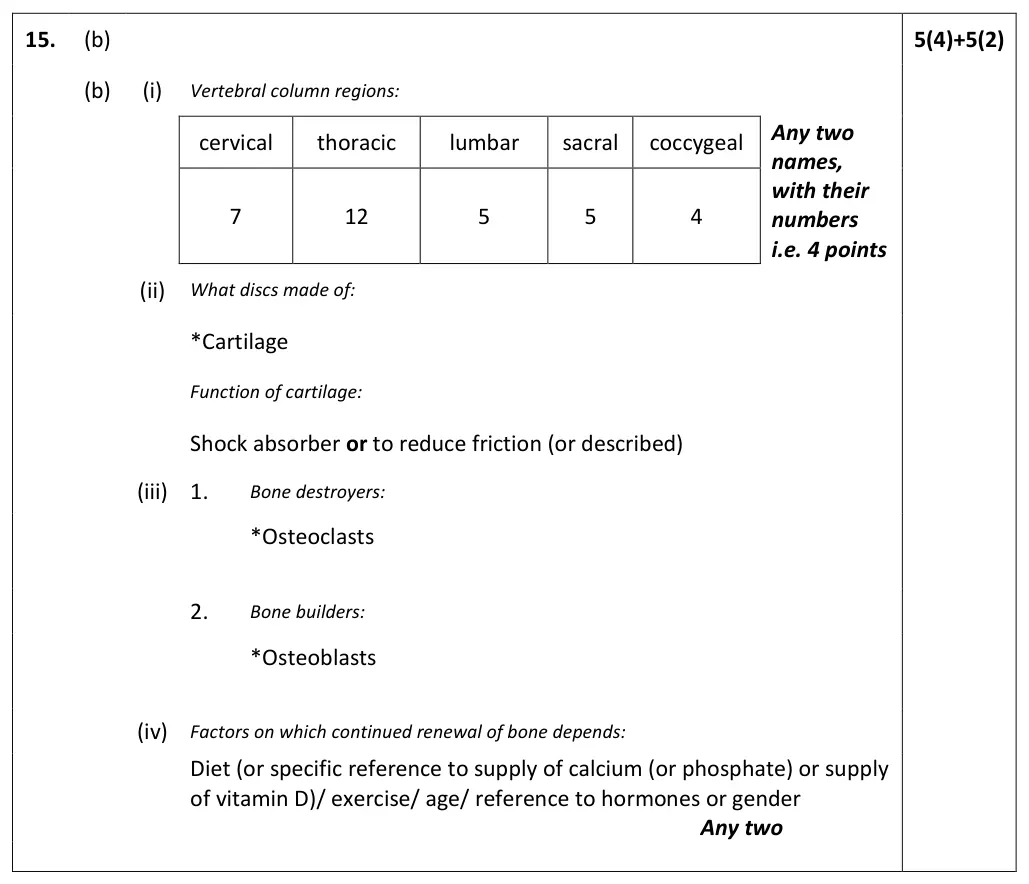 15. (b) 5(4)+5(2)
(b) (i) Vertebral column regions:
cervical thoracic lumbar sacral coccygeal
7 12 5 5 4
Any two
names,
with their
numbers
i.e. 4 points
(ii) What discs made of:
*Cartilage
Function of cartilage:
Shock absorber or to reduce friction (or described)
(iii) 1. Bone destroyers:
*Osteoclasts
2. Bone builders:
*Osteoblasts
(iv) Factors on which continued renewal of bone depends:
Diet (or specific reference to supply of calcium (or phosphate) or supply
of vitamin D)/ exercise/ age/ reference to hormones or gender
Any two